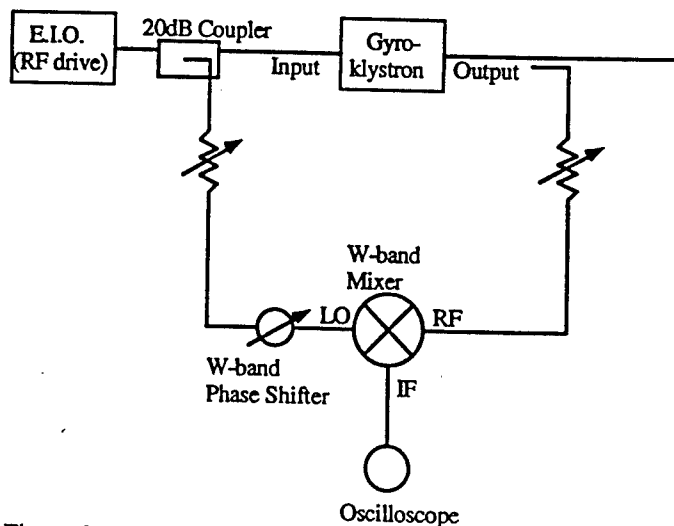 E.I.O.
(RF drive)
20dB Coupler
Input
Gyro-
klystron
Output
W-band
Mixer
LO
RF
IF
W-band
Phase Shifter
Oscilloscope